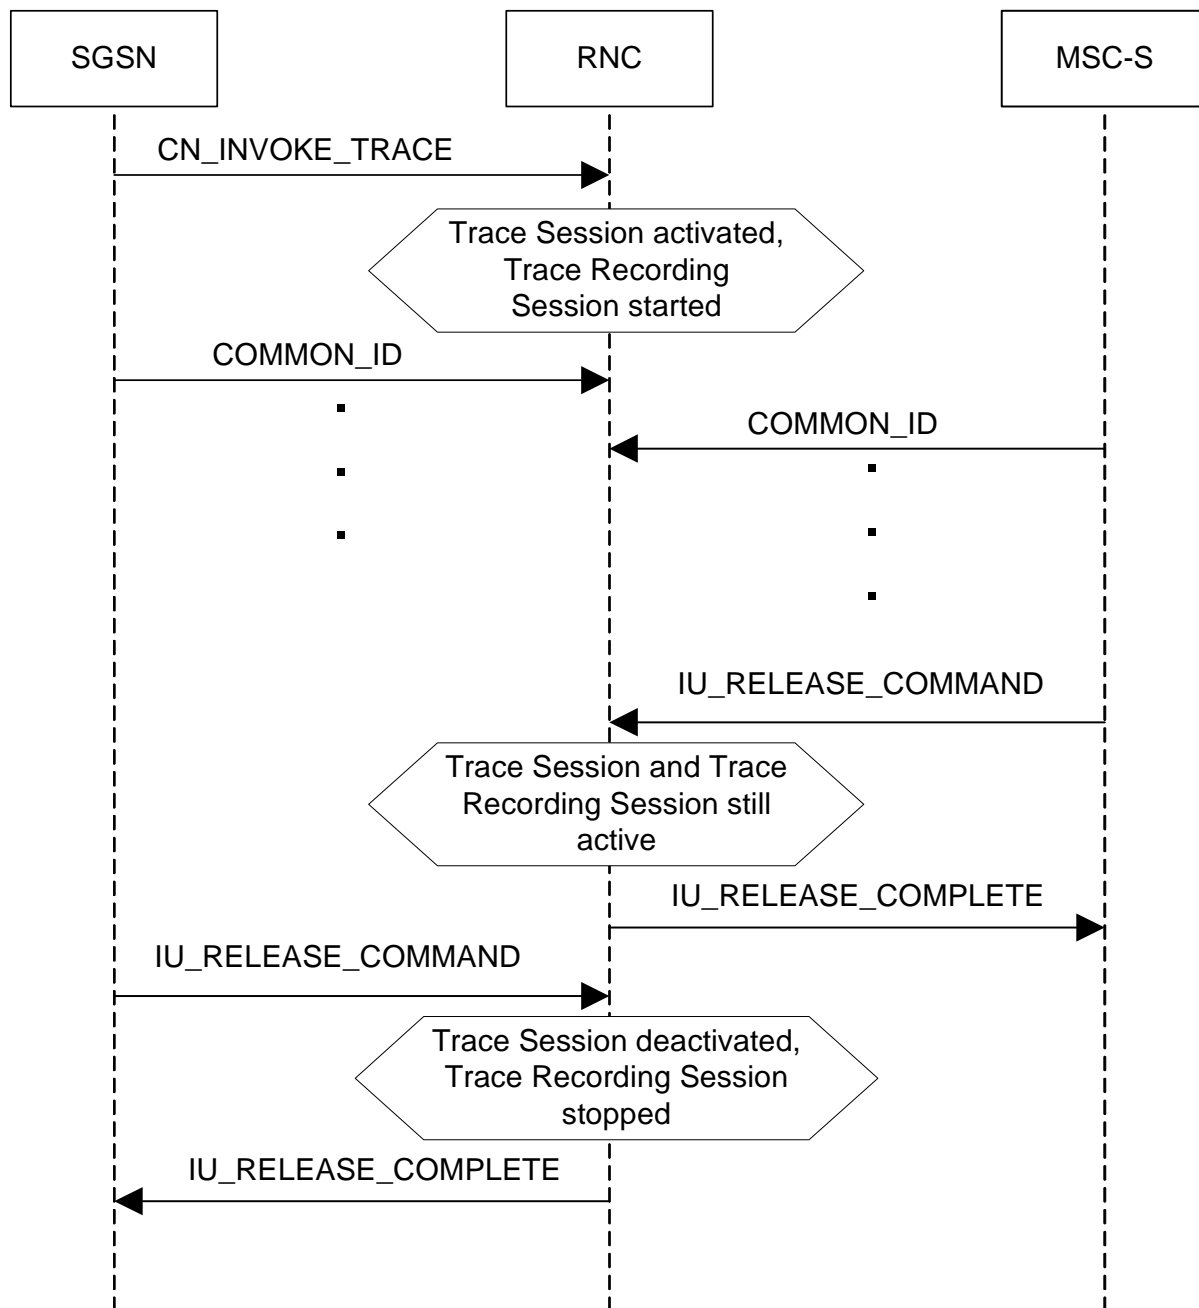 SGSN
RNC
MSC-S
CN_INVOKE_TRACE
Trace Session activated,
Trace Recording
Session started
COMMON_ID
COMMON_ID
IU_RELEASE_COMMAND
Trace Session and Trace
Recording Session still
active
IU_RELEASE_COMPLETE
IU_RELEASE_COMMAND
Trace Session deactivated,
Trace Recording Session
stopped
IU_RELEASE_COMPLETE